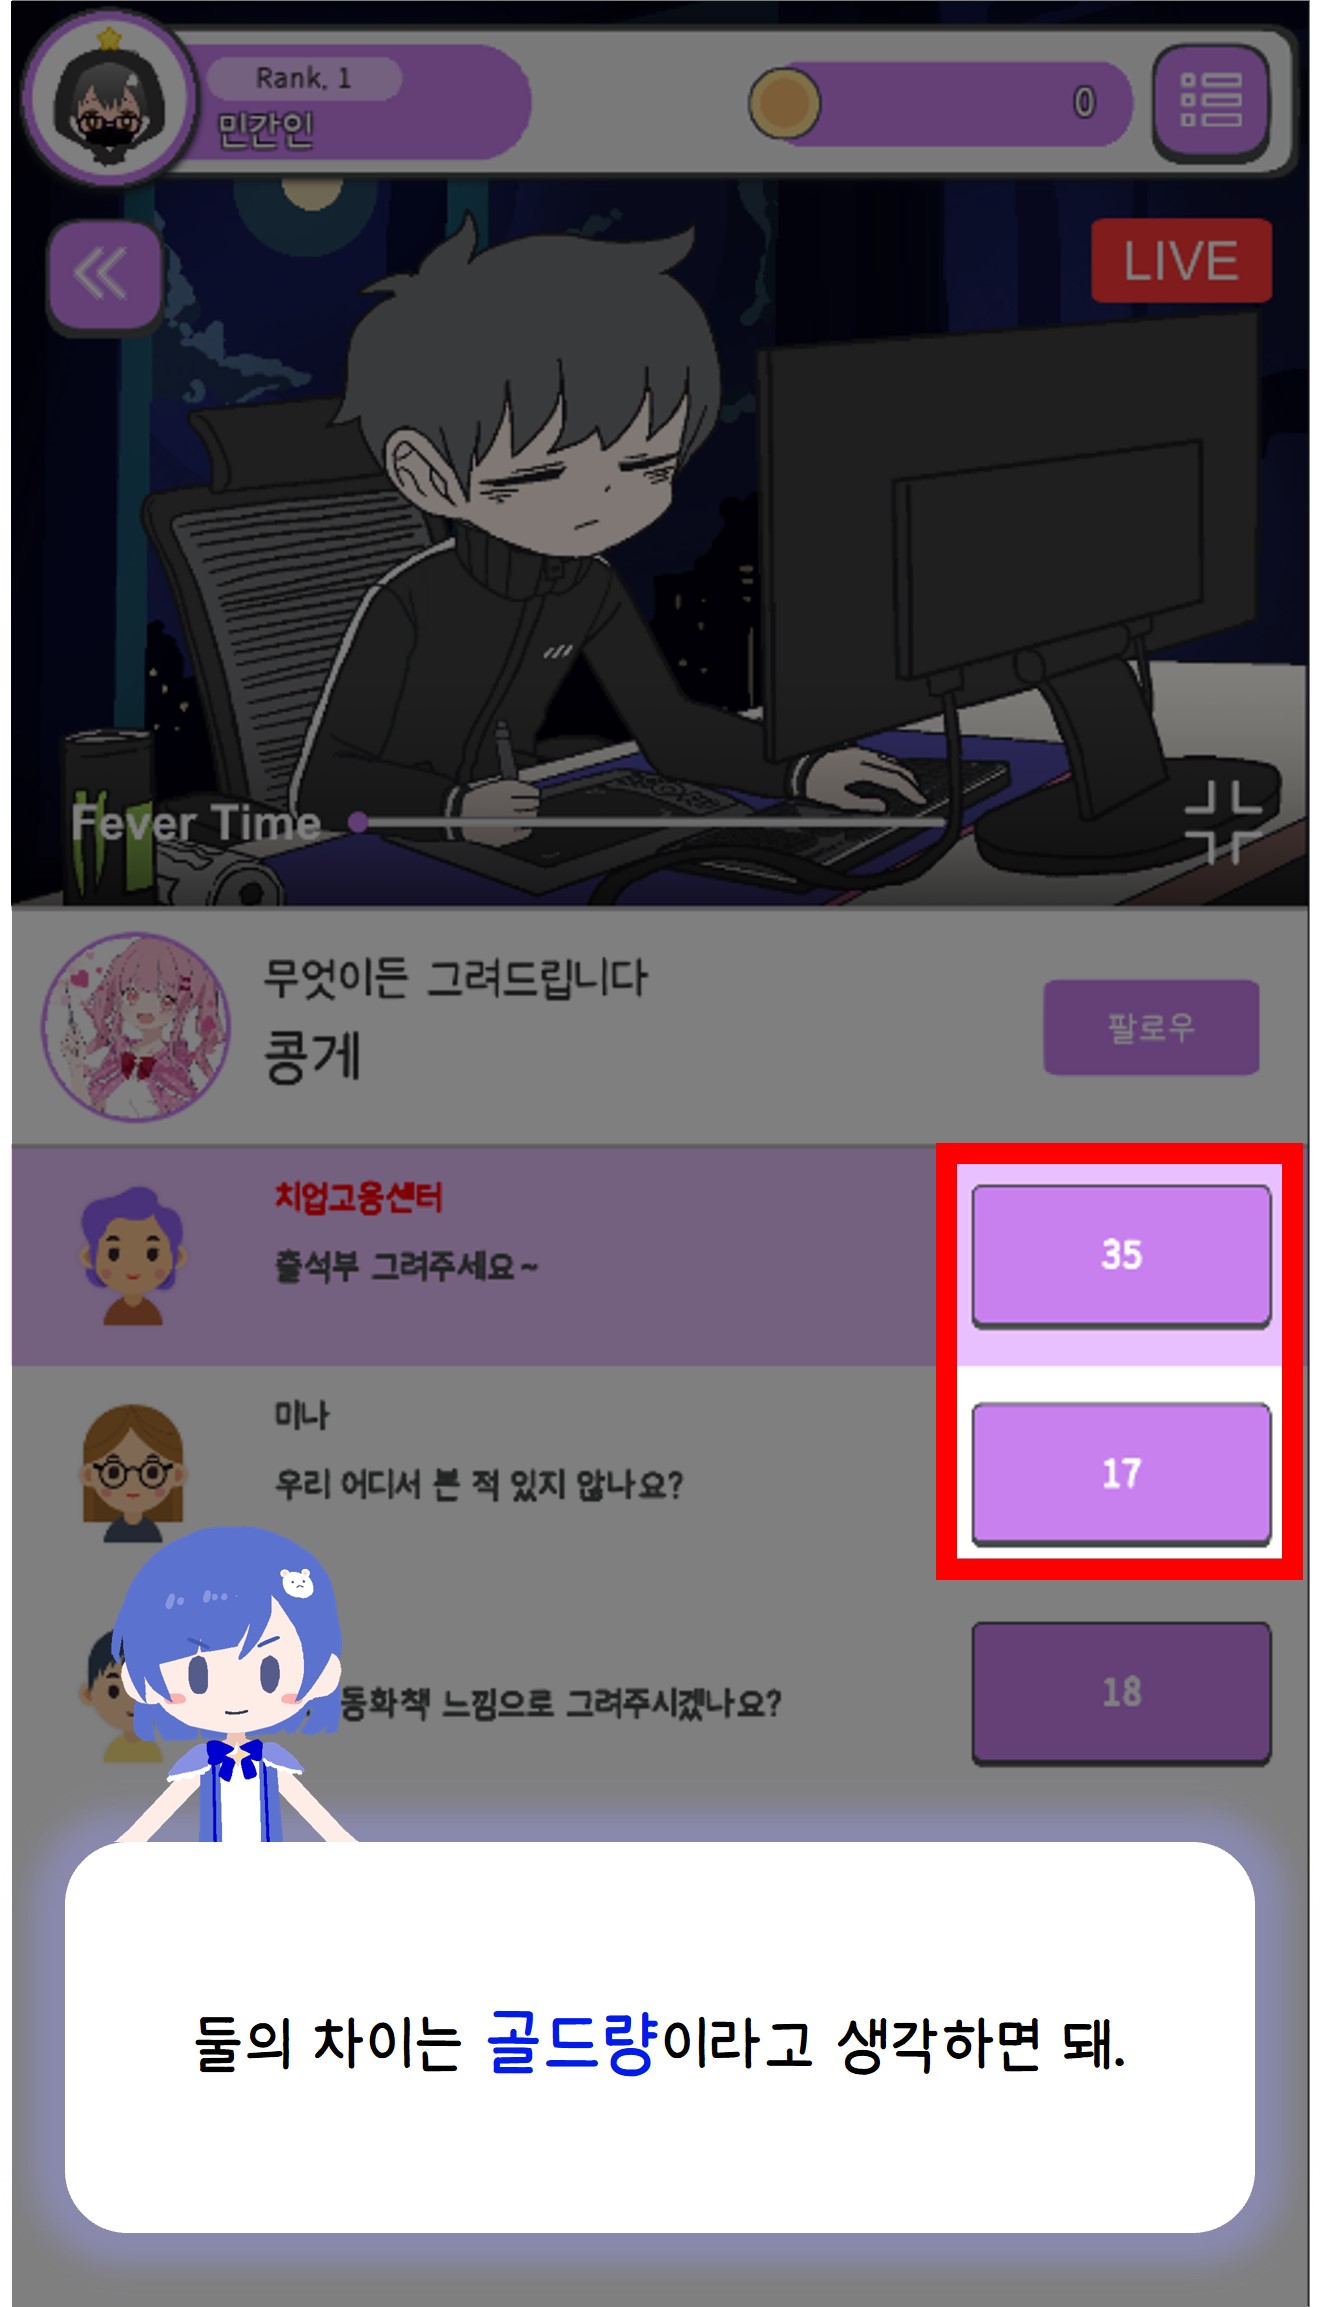 Rank. 1
민간인
0
LIVE
Fever Time
무엇이든 그려드립니다
콩게
팔로우
치업고용센터
출석부 그려주세요~
35
미나
우리 어디서 본 적 있지 않나요?
17
동화책 느낌으로 그려주시겠나요?
18
둘의 차이는 골드량이라고 생각하면 돼.